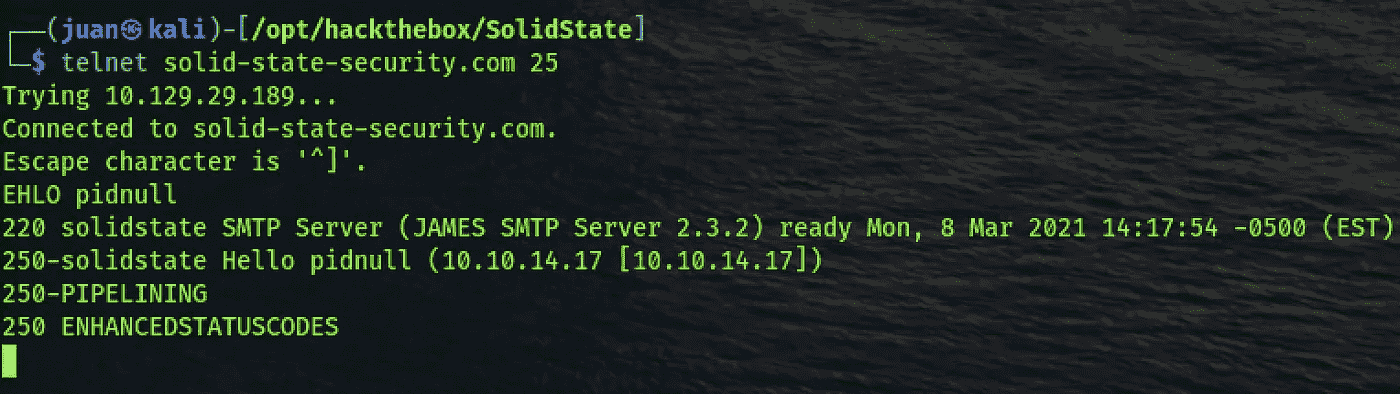 ┌──(juan㉿kali)-[/opt/hackthebox/SolidState]
└─$ telnet solid-state-security.com 25
Trying 10.129.29.189...
Connected to solid-state-security.com.
Escape character is '^]'.
EHLO pidnull
220 solidstate SMTP Server (JAMES SMTP Server 2.3.2) ready Mon, 8 Mar 2021 14:17:54 -0500 (EST)
250-solidstate Hello pidnull (10.10.14.17 [10.10.14.17])
250-PIPELINING
250 ENHANCEDSTATUSCODES